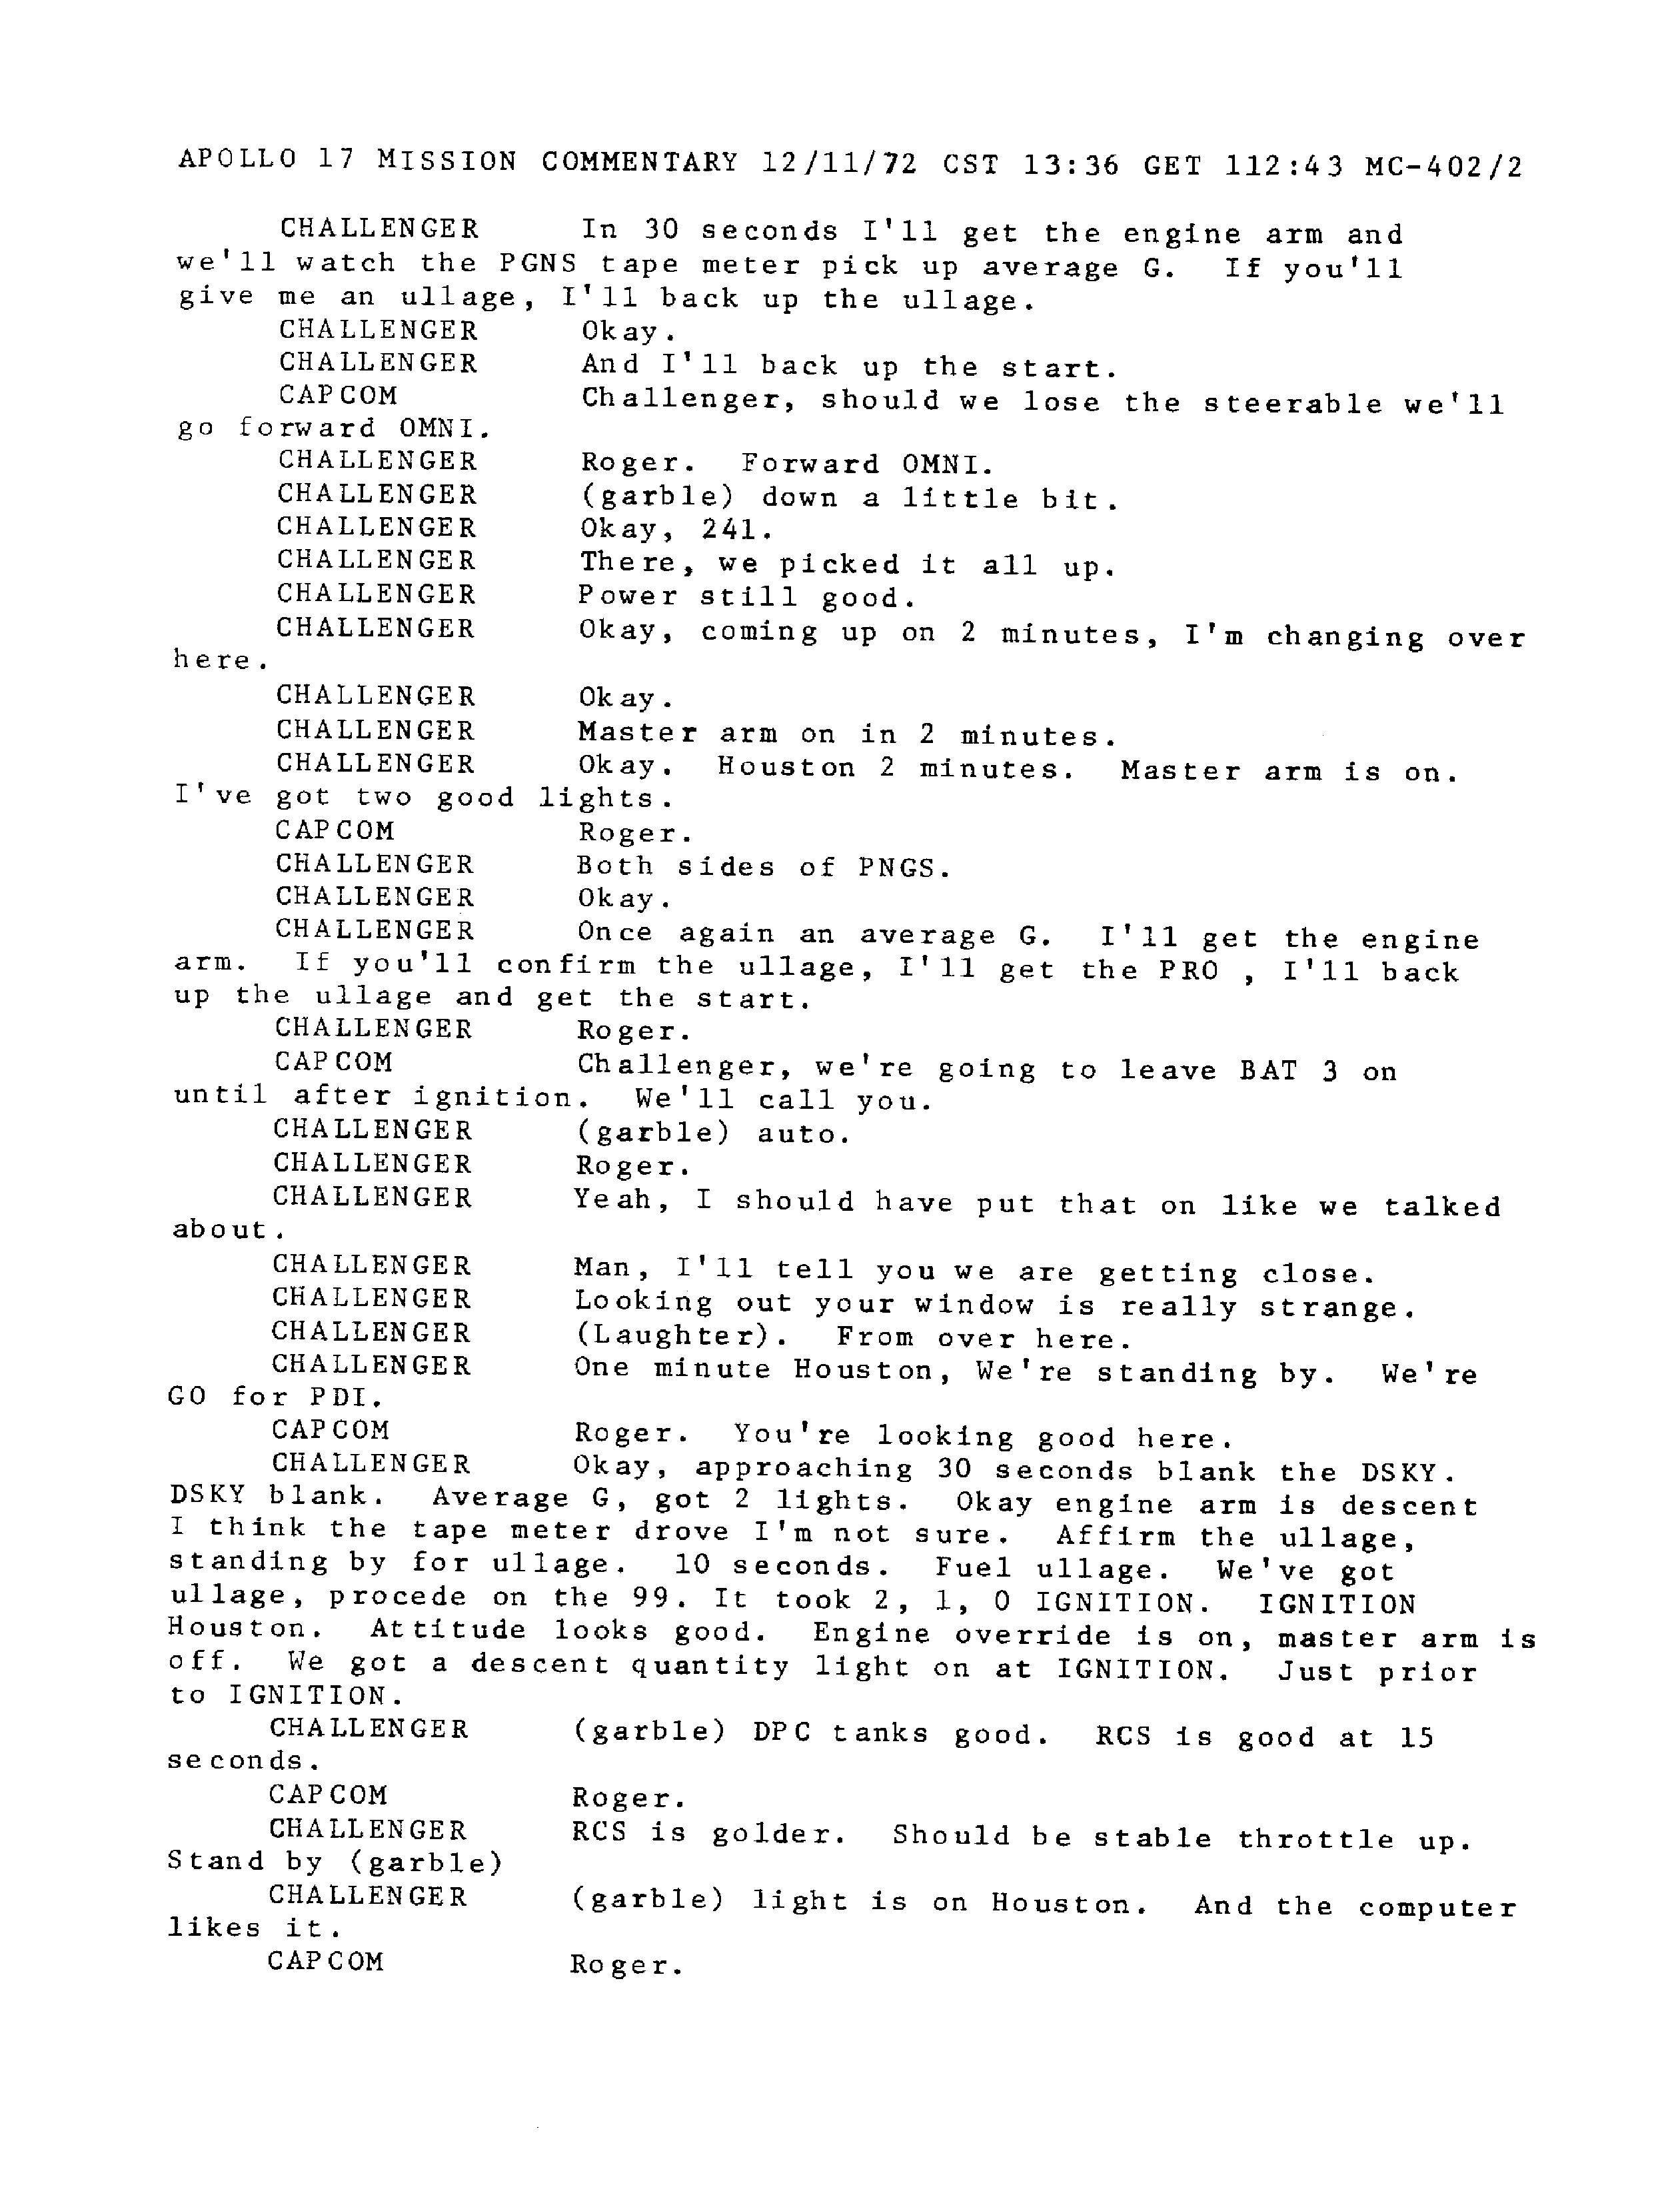 APOLLO 17 MISSION COMMENTARY 12/11/72 CST 13:36 GET 112:43 MC-402/2
CHALLENGER In 30 seconds I'll get the engine arm and
we'll watch the PGNS tape meter pick up average G. If you'll
give me an ullage, I'll back up the ullage.
CHALLENGER Okay.
CHALLENGER And I'll back up the start.
CAPCOM Challenger, should we lose the steerable we'll
go forward OMNI.
CHALLENGER Roger. Forward OMNI.
CHALLENGER (garble) down a little bit.
CHALLENGER Okay, 241.
CHALLENGER There, we picked it all up.
CHALLENGER Power still good.
CHALLENGER Okay, coming up on 2 minutes, I'm changing over
here.
CHALLENGER Okay.
CHALLENGER Master arm on in 2 minutes.
CHALLENGER Okay. Houston 2 minutes. Master arm is on.
I've got two good lights.
CAPCOM Roger.
CHALLENGER Both sides of PNGS.
CHALLENGER Okay.
CHALLENGER Once again an average G. I'll get the engine
arm. If you'll confirm the ullage, I'll get the PRO , I'll back
up the ullage and get the start.
CHALLENGER Roger.
CAPCOM Challenger, we're going to leave BAT 3 on
until after ignition. We'll call you.
CHALLENGER (garble) auto.
CHALLENGER Roger.
CHALLENGER Yeah, I should have put that on like we talked
about.
CHALLENGER Man, I'll tell you we are getting close.
CHALLENGER Looking out your window is really strange.
CHALLENGER (Laughter). From over here.
CHALLENGER One minute Houston, We're standing by. We're
GO for PDI.
CAPCOM Roger. You're looking good here.
CHALLENGER Okay, approaching 30 seconds blank the DSKY.
DSKY blank. Average G, got 2 lights. Okay engine arm is descent
I think the tape meter drove I'm not sure. Affirm the ullage,
standing by for ullage. 10 seconds. Fuel ullage. We've got
ullage, procede on the 99. It took 2, 1, 0 IGNITION. IGNITION
Houston. Attitude looks good. Engine override is on, master arm is
off. We got a descent quantity light on at IGNITION. Just prior
to IGNITION.
CHALLENGER (garble) DPC tanks good. RCS is good at 15
seconds.
CAPCOM Roger.
CHALLENGER RCS is golder. Should be stable throttle up.
Stand by (garble)
CHALLENGER (garble) light is on Houston. And the computer
likes it.
CAPCOM Roger.